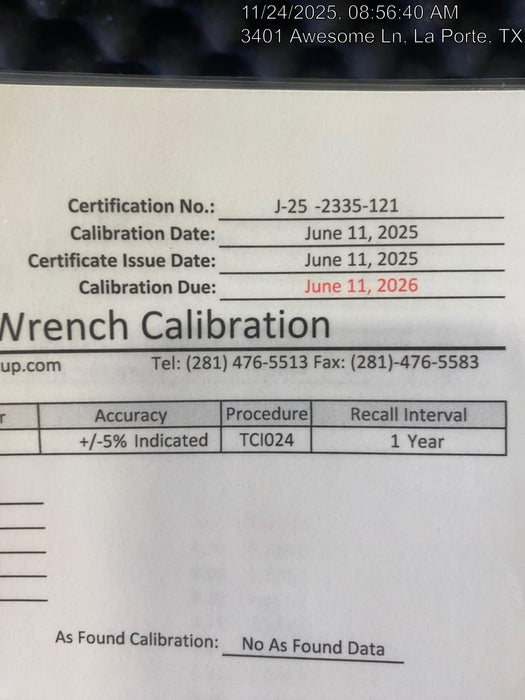 11/24/2025, 08:56:40 AM
3401 Awesome Ln, La Porte, TX
Certification No.: J-25 -2335-121
Calibration Date: June 11, 2025
Certificate Issue Date: June 11, 2025
Calibration Due: June 11, 2026
Wrench Calibration
up.com Tel: (281) 476-5513 Fax: (281)-476-5583
r Accuracy Procedure Recall Interval
+/-5% Indicated TCI024 1 Year
As Found Calibration: No As Found Data